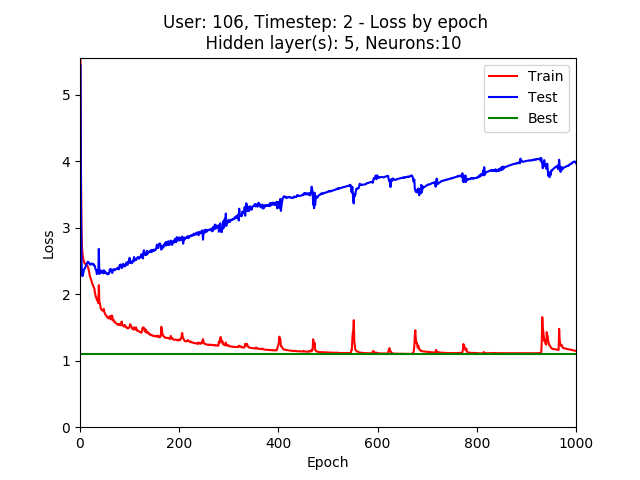 User: 106, Timestep: 2 - Loss by epoch
Hidden layer(s): 5, Neurons:10
Train
Test
Best
5
4
3
2
1
0
Loss
0 200 400 600 800 1000
Epoch